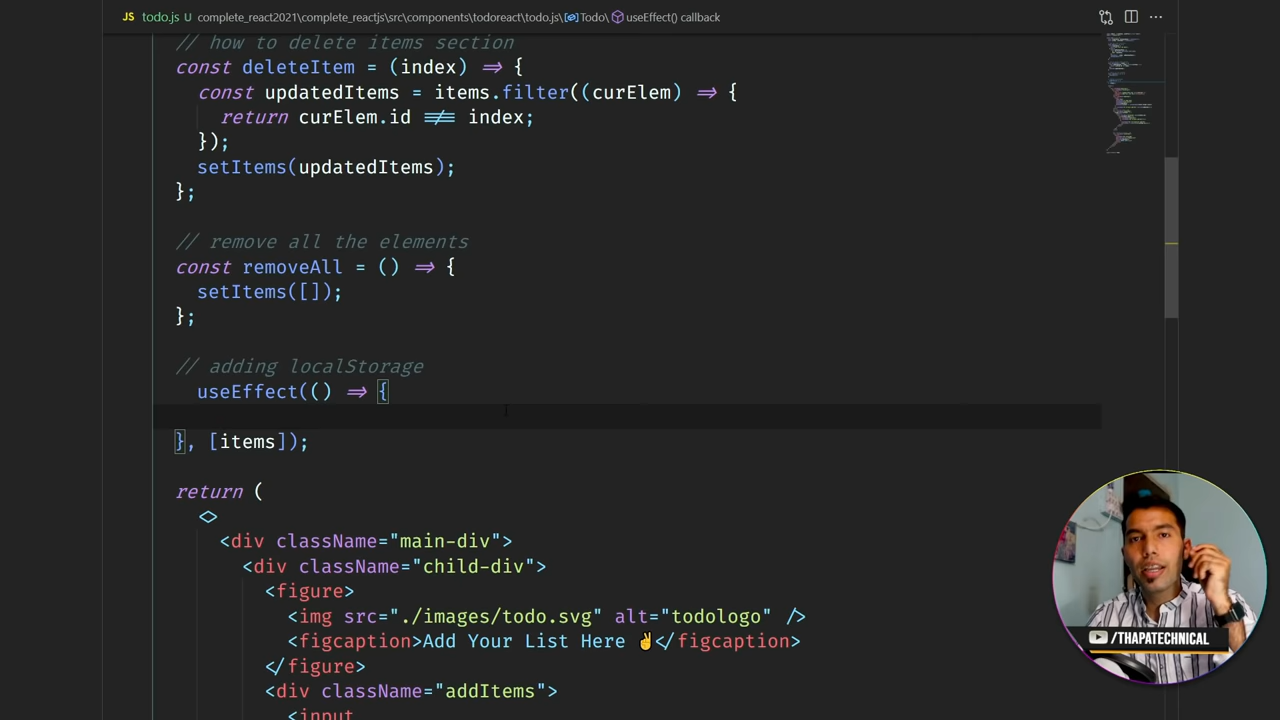 JS todo.js U complete_react2021\complete_reactjs\src\components\todoreact\todo.js\Todo\useEffect() callback
// how to delete items section
const deleteItem = (index) => {
const updatedItems = items.filter((curElem) => {
return curElem.id !== index;
});
setItems(updatedItems);
};
// remove all the elements
const removeAll = () => {
setItems([]);
};
// adding localStorage
useEffect(() => {
}, [items]);
return (
<>
<div className="main-div">
<div className="child-div">
<figure>
<img src="./images/todo.svg" alt="todologo" />
<figcaption>Add Your List Here ✌</figcaption>
</figure>
<div className="addItems">
<input
/THAPATECHNICAL